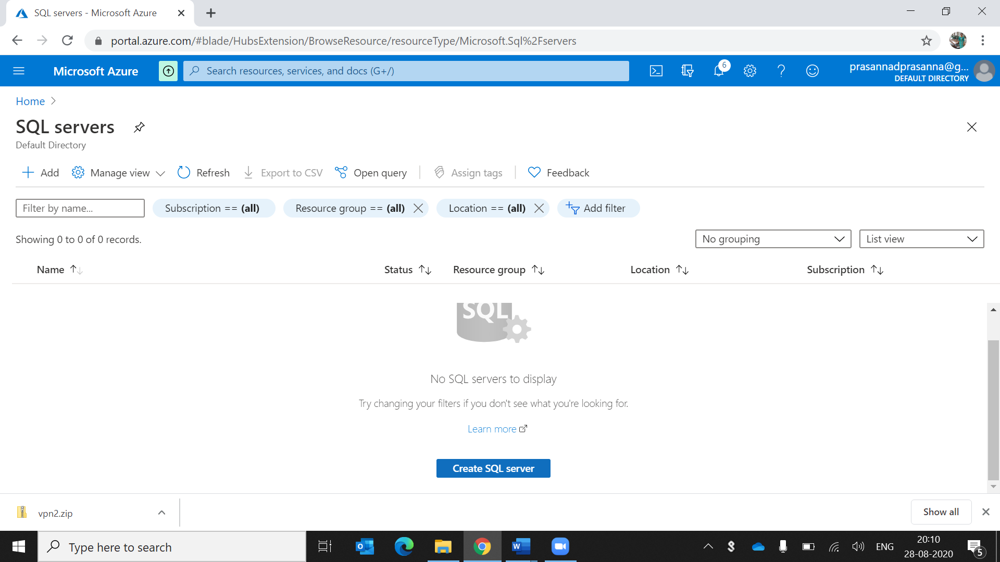 SQL servers - Microsoft Azure
portal.azure.com/#blade/HubsExtension/BrowseResource/resourceType/Microsoft.Sql%2Fservers
Microsoft Azure
Search resources, services, and docs (G+/)
6
prasannadprasanna@g...
DEFAULT DIRECTORY
Home
SQL servers
Default Directory
Add Manage view Refresh Export to CSV Open query Assign tags Feedback
Filter by name... Subscription == (all) Resource group == (all) Location == (all) Add filter
Showing 0 to 0 of 0 records. No grouping List view
Name Status Resource group Location Subscription
SQL
No SQL servers to display
Try changing your filters if you don't see what you're looking for.
Learn more
Create SQL server
vpn2.zip Show all
Type here to search
ENG
20:10
28-08-2020
5